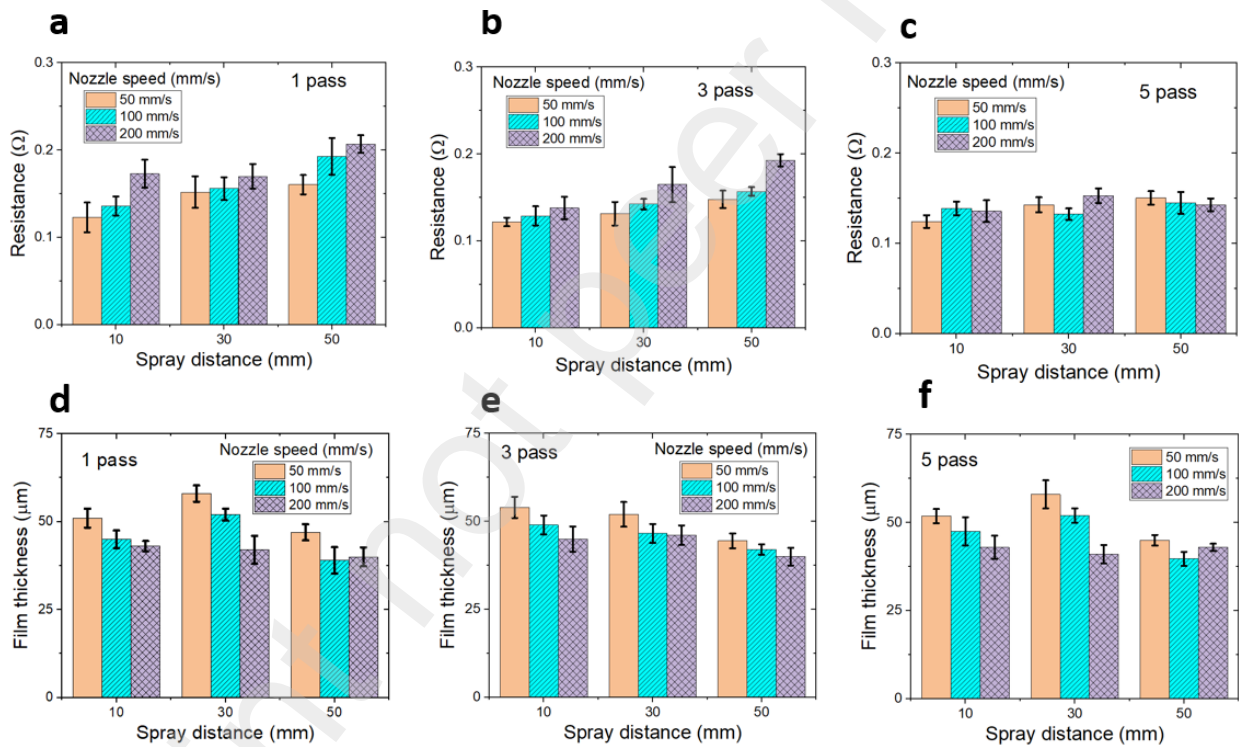 a
Nozzle speed (mm/s)
50 mm/s
100 mm/s
200 mm/s
1 pass
Resistance (Ω)
0.3
0.2
0.1
0.0
10
30
50
Spray distance (mm)
b
Nozzle speed (mm/s)
50 mm/s
100 mm/s
200 mm/s
3 pass
Resistance (Ω)
0.3
0.2
0.1
0.0
10
30
50
Spray distance (mm)
c
Nozzle speed (mm/s)
50 mm/s
100 mm/s
200 mm/s
5 pass
Resistance (Ω)
0.3
0.2
0.1
0.0
10
30
50
Spray distance (mm)
d
1 pass
Nozzle speed (mm/s)
50 mm/s
100 mm/s
200 mm/s
Film thickness (μm)
75
50
25
0
10
30
50
Spray distance (mm)
e
3 pass
Nozzle speed (mm/s)
50 mm/s
100 mm/s
200 mm/s
Film thickness (μm)
75
50
25
0
10
30
50
Spray distance (mm)
f
5 pass
50 mm/s
100 mm/s
200 mm/s
Film thickness (μm)
75
50
25
0
10
30
50
Spray distance (mm)
not peer